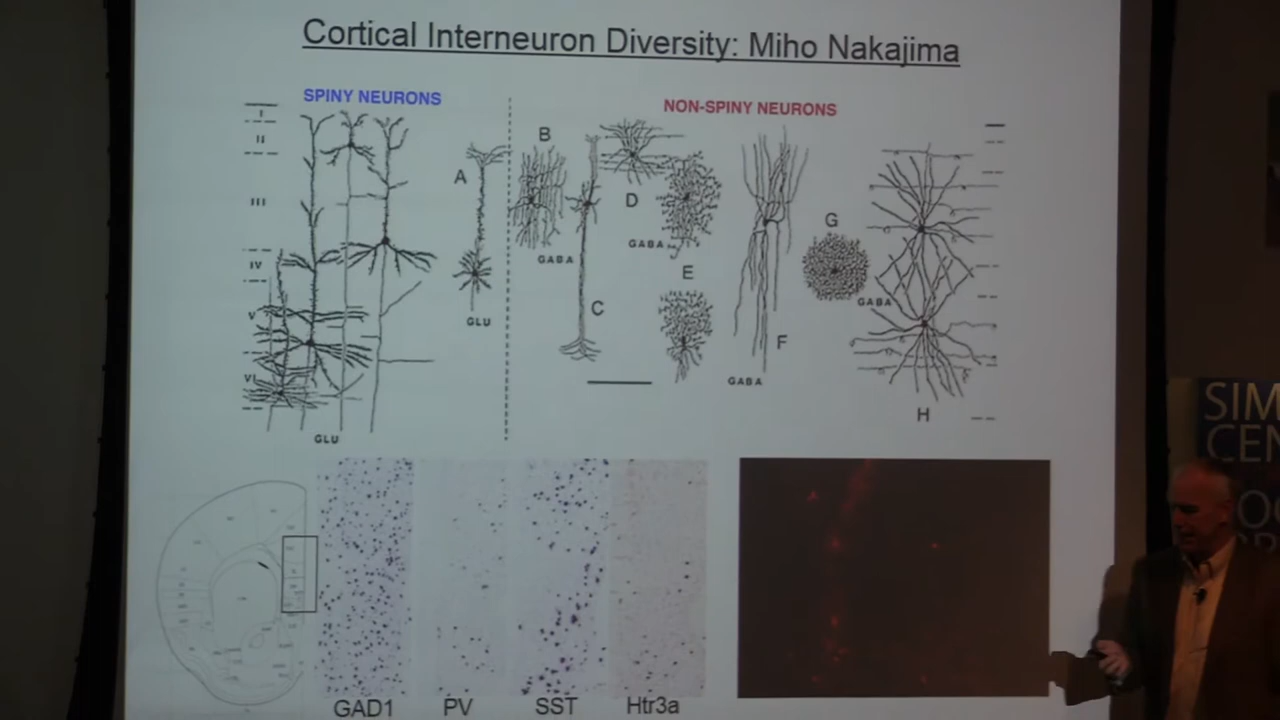 Cortical Interneuron Diversity: Miho Nakajima
SPINY NEURONS
NON-SPINY NEURONS
I
II
III
IV
V
VI
A
GLU
GLU
B
GABA
C
D
GABA
E
F
GABA
G
GABA
H
GAD1
PV
SST
Htr3a
SIM
CEN